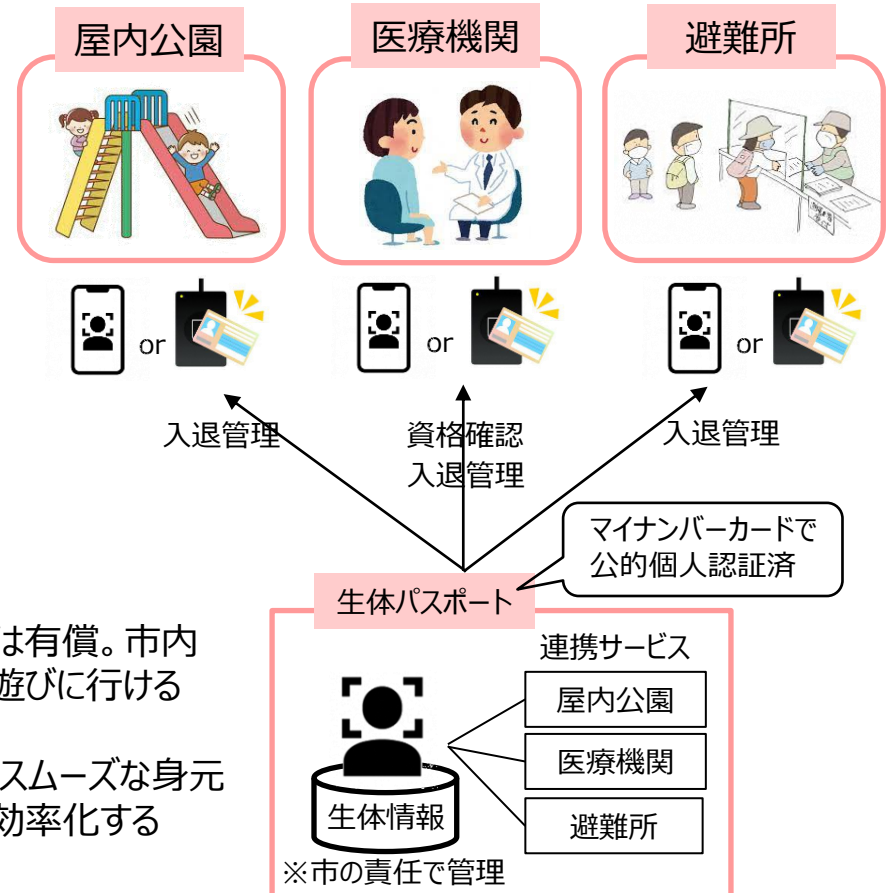 屋内公園
医療機関
避難所
or
or
or
入退管理
資格確認
入退管理
入退管理
マイナンバーカードで
公的個人認証済
生体パスポート
は有償。市内
遊びに行ける
スムーズな身元
効率化する
連携サービス
屋内公園
医療機関
避難所
生体情報
※市の責任で管理